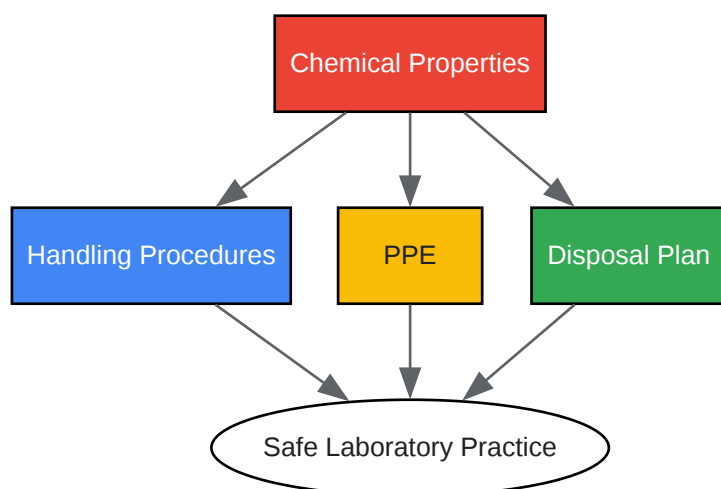 Chemical Properties
Handling Procedures
PPE
Disposal Plan
Safe Laboratory Practice